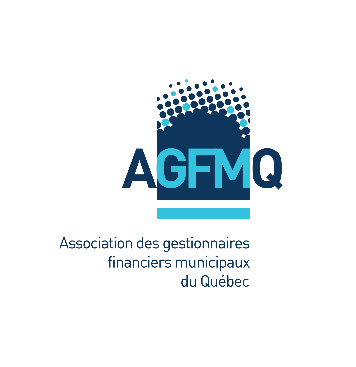 AGFMQ
Association des gestionnaires
financiers municipaux
du Québec